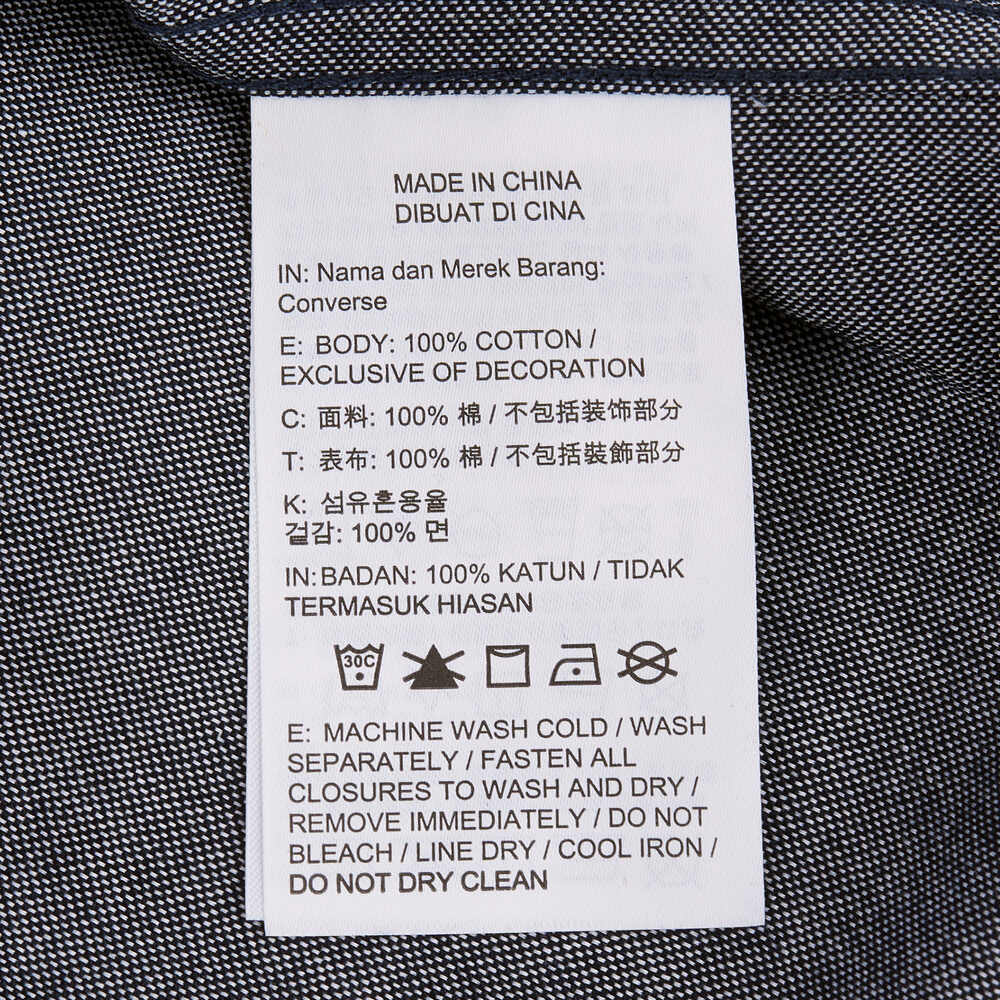 MADE IN CHINA
DIBUAT DI CINA
IN: Nama dan Merek Barang:
Converse
E: BODY: 100% COTTON /
EXCLUSIVE OF DECORATION
C: 面料: 100% 棉 / 不包括装饰部分
T: 表布: 100% 棉 / 不包括裝飾部分
K: 섬유혼용율
겉감: 100% 면
IN: BADAN: 100% KATUN / TIDAK
TERMASUK HIASAN
30C
E: MACHINE WASH COLD / WASH
SEPARATELY / FASTEN ALL
CLOSURES TO WASH AND DRY /
REMOVE IMMEDIATELY / DO NOT
BLEACH / LINE DRY / COOL IRON /
DO NOT DRY CLEAN